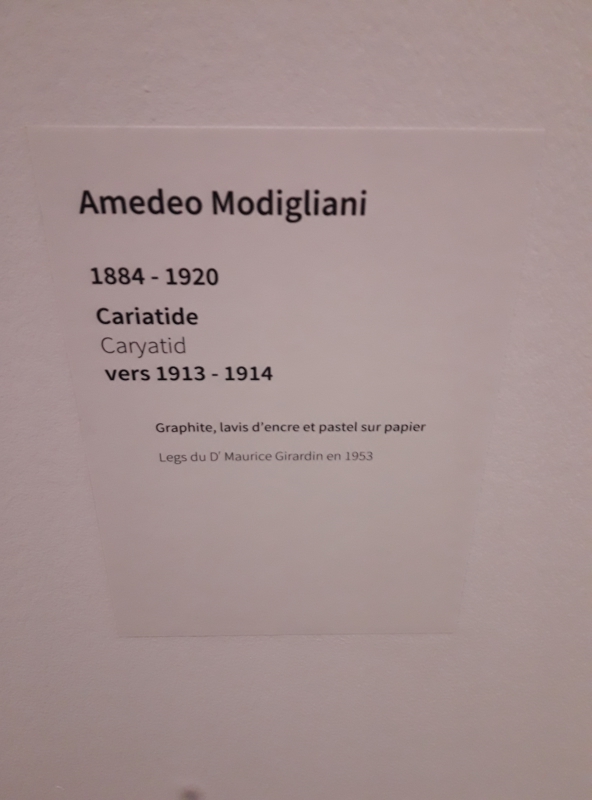 Amedeo Modigliani
1884 - 1920
Cariatide
Caryatid
vers 1913 - 1914
Graphite, lavis d'encre et pastel sur papier
Legs du Dr Maurice Girardin en 1953